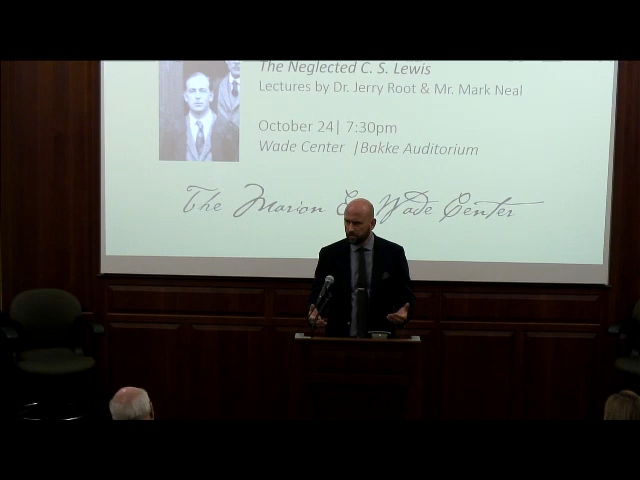 The Neglected C. S. Lewis
Lectures by Dr. Jerry Root & Mr. Mark Neal
October 24| 7:30pm
Wade Center |Bakke Auditorium
The Marion E. Wade Center